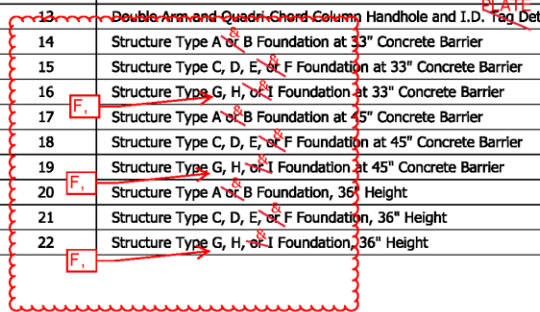 PLATE
13 Double Arm and Quadri-Chord Column Handhole and I.D. Tag Det
14 Structure Type A or & B Foundation at 33" Concrete Barrier
15 Structure Type C, D, E, or & F Foundation at 33" Concrete Barrier
16 Structure Type G, H, or & I Foundation at 33" Concrete Barrier
F,
17 Structure Type A or & B Foundation at 45" Concrete Barrier
18 Structure Type C, D, E, or & F Foundation at 45" Concrete Barrier
19 Structure Type G, H, or & I Foundation at 45" Concrete Barrier
F,
20 Structure Type A or & B Foundation, 36" Height
21 Structure Type C, D, E, or & F Foundation, 36" Height
22 Structure Type G, H, or & I Foundation, 36" Height
F,